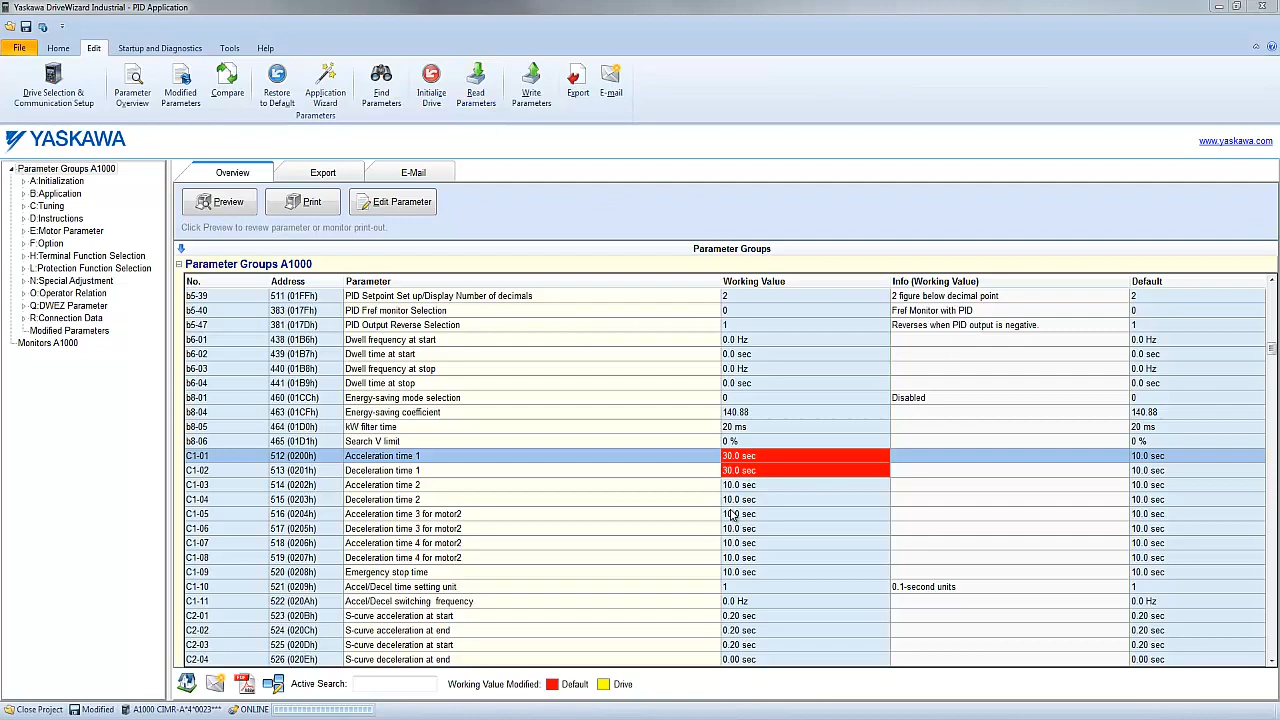 Yaskawa DriveWizard Industrial - PID Application
File Home Edit Startup and Diagnostics Tools Help
Drive Selection & Communication Setup
Parameter Overview
Modified Parameters
Compare
Restore to Default
Application Wizard
Find Parameters
Initialize Drive
Read Parameters
Write Parameters
Export
E-mail
Parameters
YASKAWA
www.yaskawa.com
Parameter Groups A1000
A:Initialization
B:Application
C:Tuning
D:Instructions
E:Motor Parameter
F:Option
H:Terminal Function Selection
L:Protection Function Selection
N:Special Adjustment
O:Operator Relation
Q:DWEZ Parameter
R:Connection Data
Modified Parameters
Monitors A1000
Overview Export E-Mail
Preview Print Edit Parameter
Click Preview to review parameter or monitor print-out.
Parameter Groups
Parameter Groups A1000
No. Address Parameter Working Value Info (Working Value) Default
b5-39 511 (01FFh) PID Setpoint Set up/Display Number of decimals 2 2 figure below decimal point 2
b5-40 383 (017Fh) PID Fref monitor Selection 0 Fref Monitor with PID 0
b5-47 381 (017Dh) PID Output Reverse Selection 1 Reverses when PID output is negative. 1
b6-01 438 (01B6h) Dwell frequency at start 0.0 Hz 0.0 Hz
b6-02 439 (01B7h) Dwell time at start 0.0 sec 0.0 sec
b6-03 440 (01B8h) Dwell frequency at stop 0.0 Hz 0.0 Hz
b6-04 441 (01B9h) Dwell time at stop 0.0 sec 0.0 sec
b8-01 460 (01CCh) Energy-saving mode selection 0 Disabled 0
b8-04 463 (01CFh) Energy-saving coefficient 140.88 140.88
b8-05 464 (01D0h) kW filter time 20 ms 20 ms
b8-06 465 (01D1h) Search V limit 0 % 0 %
C1-01 512 (0200h) Acceleration time 1 30.0 sec 10.0 sec
C1-02 513 (0201h) Deceleration time 1 30.0 sec 10.0 sec
C1-03 514 (0202h) Acceleration time 2 10.0 sec 10.0 sec
C1-04 515 (0203h) Deceleration time 2 10.0 sec 10.0 sec
C1-05 516 (0204h) Acceleration time 3 for motor2 10.0 sec 10.0 sec
C1-06 517 (0205h) Deceleration time 3 for motor2 10.0 sec 10.0 sec
C1-07 518 (0206h) Acceleration time 4 for motor2 10.0 sec 10.0 sec
C1-08 519 (0207h) Deceleration time 4 for motor2 10.0 sec 10.0 sec
C1-09 520 (0208h) Emergency stop time 10.0 sec 10.0 sec
C1-10 521 (0209h) Accel/Decel time setting unit 1 0.1-second units 1
C1-11 522 (020Ah) Accel/Decel switching frequency 0.0 Hz 0.0 Hz
C2-01 523 (020Bh) S-curve acceleration at start 0.20 sec 0.20 sec
C2-02 524 (020Ch) S-curve acceleration at end 0.20 sec 0.20 sec
C2-03 525 (020Dh) S-curve deceleration at start 0.20 sec 0.20 sec
C2-04 526 (020Eh) S-curve deceleration at end 0.00 sec 0.00 sec
Active Search: Working Value Modified: Default Drive
Close Project Modified A1000 CIMR-A*4*0023*** ONLINE